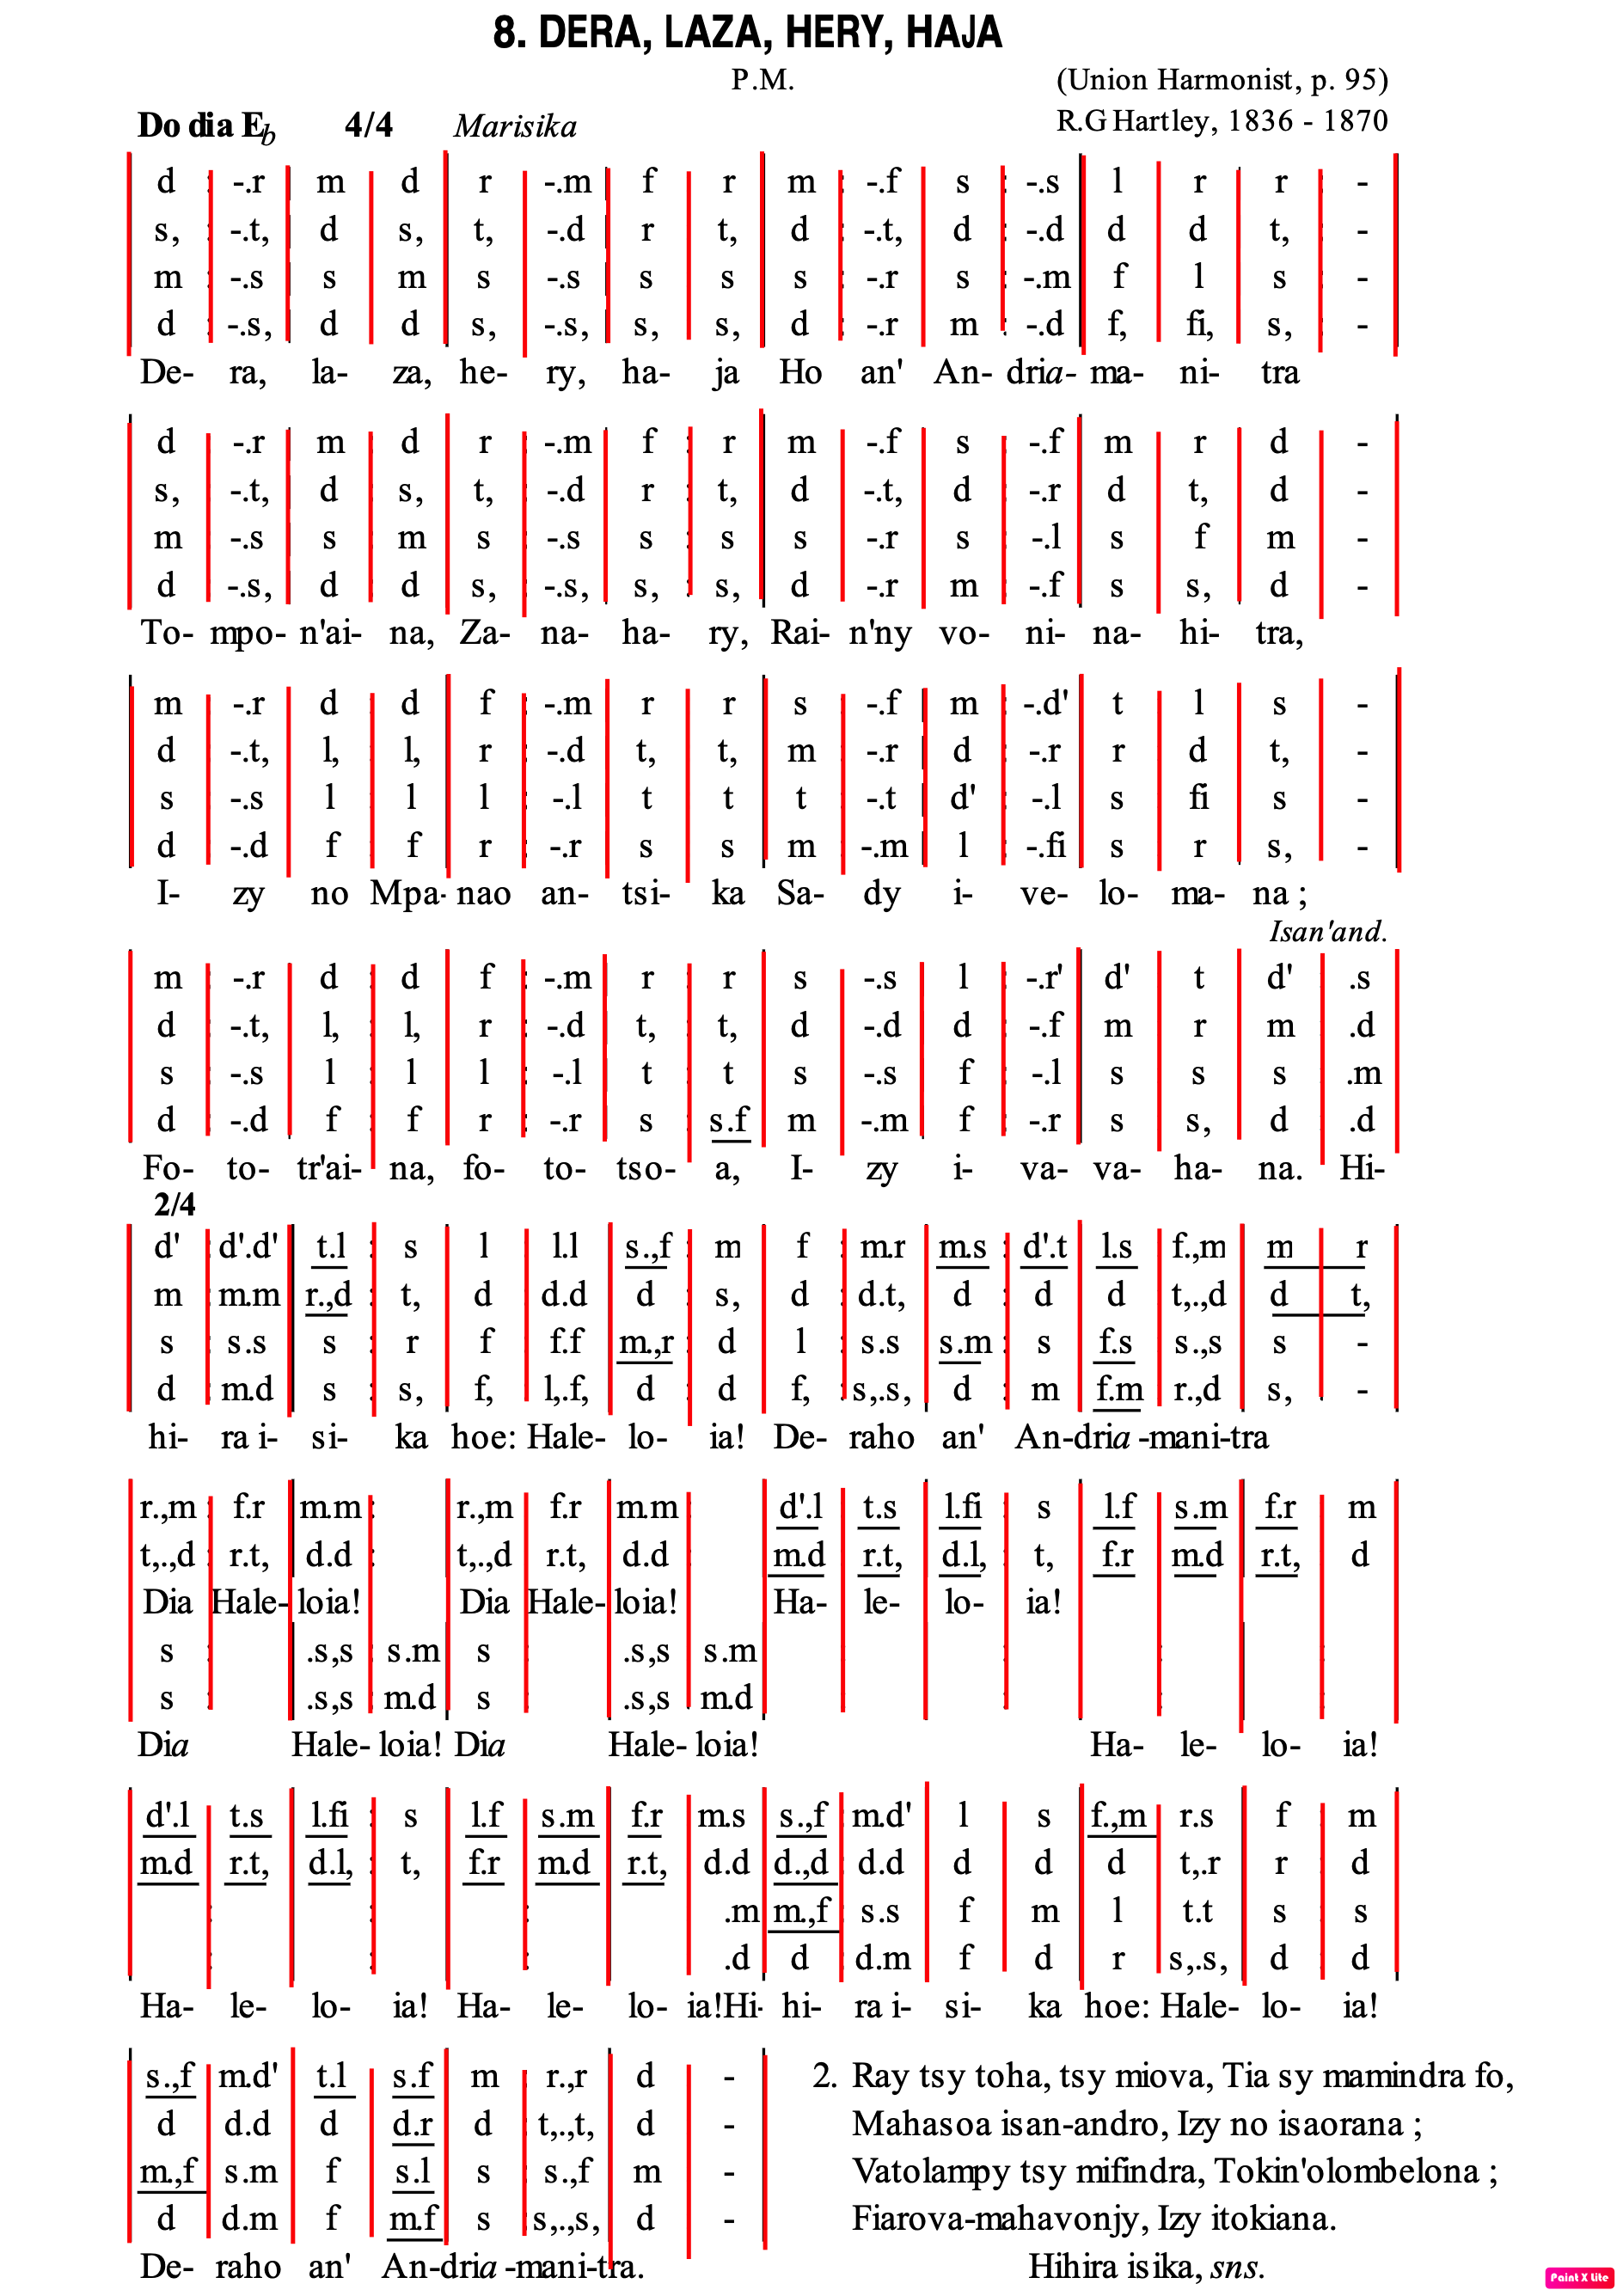 8. DERA, LAZA, HERY, HAJA
P.M. (Union Harmonist, p. 95)
Do dia Eb 4/4 Marisika R.G Hartley, 1836 - 1870
d : -.r m d r -.m f r m : -.f s : -.s l r r : -
s, : -.t, d s, t, -.d r t, d : -.t, d : -.d d d t, : -
m : -.s s m s -.s s s s : -.r s : -.m f l s : -
d : -.s, d d s, -.s, s, s, d : -.r m : -.d f, fi, s, : -
De- ra, la- za, he- ry, ha- ja Ho an' An- dria- ma- ni- tra
d -.r m : d r : -.m f : r m -.f s : -.f m r d -
s, -.t, d : s, t, : -.d r : t, d -.t, d : -.r d t, d -
m -.s s : m s : -.s s : s s -.r s : -.l s f m -
d -.s, d : d s, : -.s, s, : s, d -.r m : -.f s s, d -
To- mpo- n'ai- na, Za- na- ha- ry, Rai- n'ny vo- ni- na- hi- tra,
m -.r d : d f : -.m r r s : -.f m : -.d' t l s -
d -.t, l, : l, r : -.d t, t, m : -.r d : -.r r d t, -
s -.s l : l l : -.l t t t : -.t d' : -.l s fi s -
d -.d f : f r : -.r s s m : -.m l : -.fi s r s, -
I- zy no Mpa- nao an- tsi- ka Sa- dy i- ve- lo- ma- na ;
Isan'and.
m : -.r d : d f : -.m r : r s -.s l : -.r' d' t d' .s
d : -.t, l, : l, r : -.d t, : t, d -.d d : -.f m r m .d
s : -.s l : l l : -.l t : t s -.s f : -.l s s s .m
d : -.d f : f r : -.r s : s.f m -.m f : -.r s s, d .d
Fo- to- tr'ai- na, fo- to- tso- a, I- zy i- va- va- ha- na. Hi-
2/4
d' : d'.d' t.l : s l l.l s.,f : m f : m.r m.s : d'.t l.s f.,m m r
m : m.m r.,d : t, d d.d d : s, d : d.t, d : d d t,.,d d t,
s : s.s s : r f f.f m.,r : d l : s.s s.m : s f.s s.,s s -
d : m.d s : s, f, l,.f, d : d f, : s,.s, d : m f.m r.,d s, -
hi- ra i- si- ka hoe: Hale- lo- ia! De- raho an' An-dria -mani-tra
r.,m : f.r m.m : r.,m f.r m.m : d'.l t.s l.fi : s l.f s.m f.r m
t,.,d : r.t, d.d : t,.,d r.t, d.d : m.d r.t, d.l, : t, f.r m.d r.t, d
Dia Hale- loia! Dia Hale- loia! Ha- le- lo- ia!
s : .s,s : s.m s .s,s : s.m : : :
s : .s,s : m.d s .s,s : m.d : : :
Dia Hale- loia! Dia Hale- loia! Ha- le- lo- ia!
d'.l t.s l.fi : s l.f s.m f.r m.s s.,f m.d' l s f.,m r.s f m
m.d r.t, d.l, : t, f.r m.d r.t, d.d d.,d d.d d d d t,.r r d
: : : .m m.,f s.s f m l t.t s s
: : : .d d d.m f d r s,.s, d d
Ha- le- lo- ia! Ha- le- lo- ia!Hi- hi- ra i- si- ka hoe: Hale- lo- ia!
s.,f m.d' t.l s.f m r.,r d -
d d.d d d.r d t,.,t, d -
m.,f s.m f s.l s s.,f m -
d d.m f m.f s s,.,s, d -
De- raho an' An-dria -mani-tra.
2. Ray tsy toha, tsy miova, Tia sy mamindra fo,
Mahasoa isan-andro, Izy no isaorana ;
Vatolampy tsy mifindra, Tokin'olombelona ;
Fiarova-mahavonjy, Izy itokiana.
Hihira isika, sns.
Paint X Lite